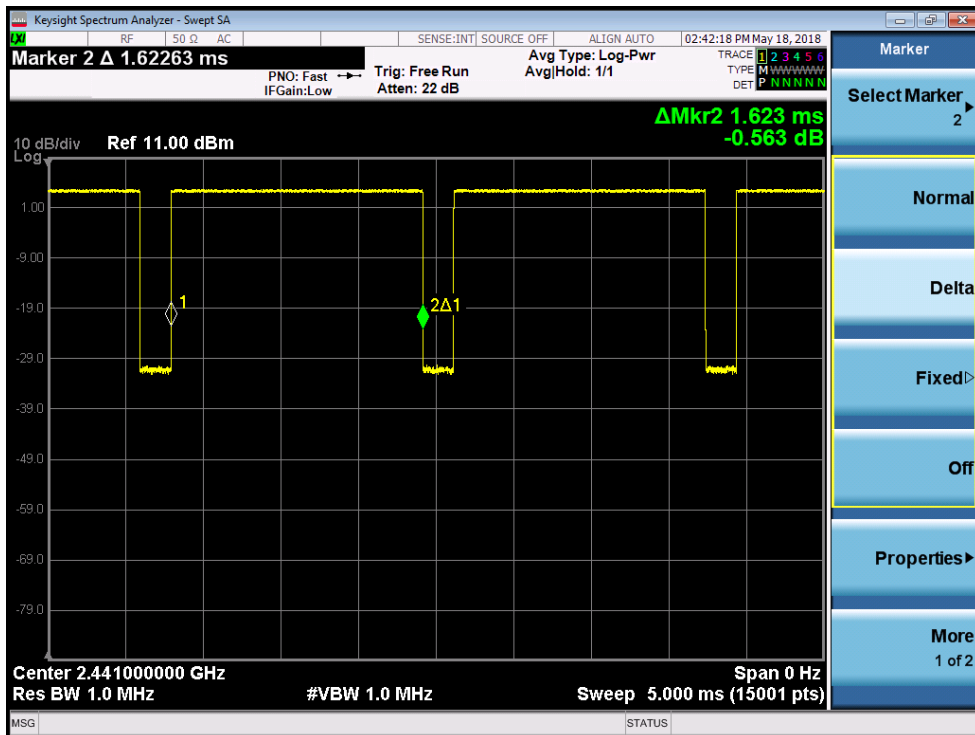 Keysight Spectrum Analyzer - Swept SA
LXI RF 50 Ω AC SENSE:INT SOURCE OFF ALIGN AUTO 02:42:18 PM May 18, 2018
Marker 2 Δ 1.62263 ms
PNO: Fast
IFGain:Low
Trig: Free Run
Atten: 22 dB
Avg Type: Log-Pwr
Avg|Hold: 1/1
TRACE 1 2 3 4 5 6
TYPE M WWWWW
DET P N N N N N
ΔMkr2 1.623 ms
-0.563 dB
10 dB/div Ref 11.00 dBm
Log
1.00
-9.00
-19.0
-29.0
-39.0
-49.0
-59.0
-69.0
-79.0
1
2Δ1
Center 2.441000000 GHz Span 0 Hz
Res BW 1.0 MHz #VBW 1.0 MHz Sweep 5.000 ms (15001 pts)
MSG STATUS
Marker
Select Marker
2
Normal
Delta
Fixed
Off
Properties
More
1 of 2